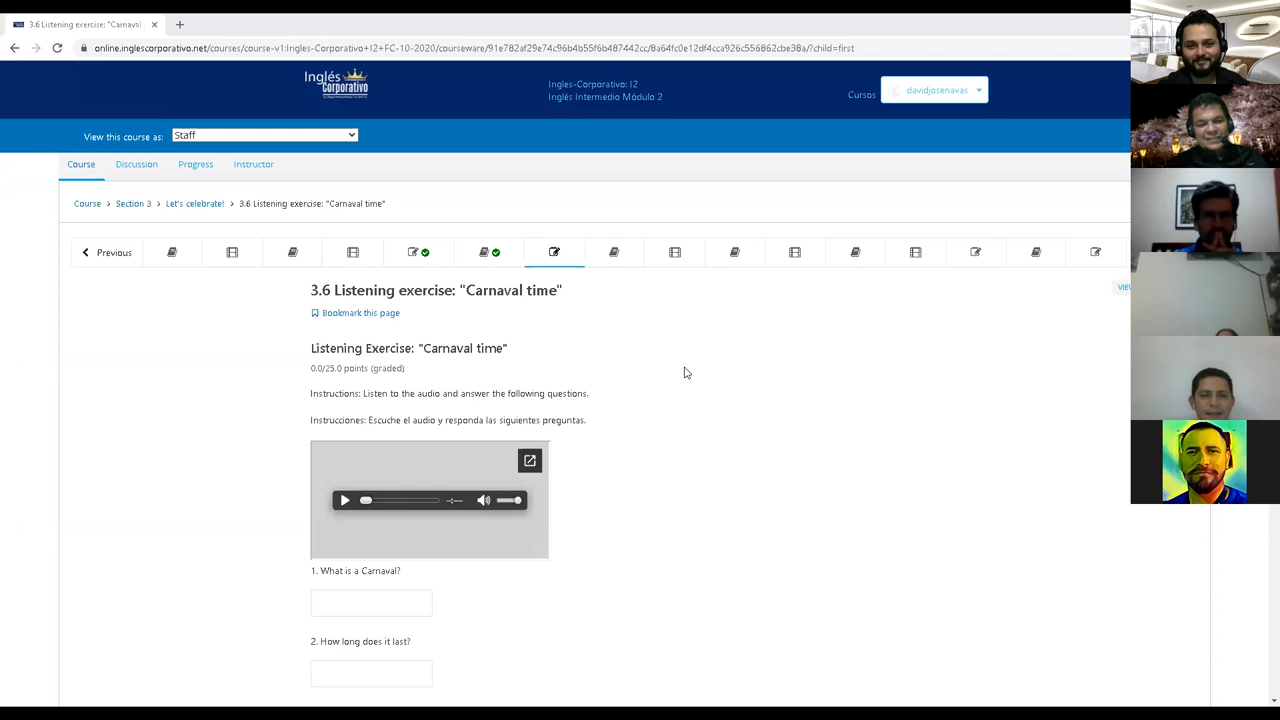 3.6 Listening exercise: "Carnaval
online.inglescorporativo.net/courses/course-v1:Ingles-Corporativo+I2+FC-10-2020/courseware/91e782af29e74c96b4b55f6b487442cc/8a64fc0e12df4cca926c556862cbe38a/?child=first
Inglés
Corporativo
Ingles-Corporativo: I2
Inglés Intermedio Módulo 2
Cursos
davidjosenavas
View this course as:
Staff
Course Discussion Progress Instructor
Course > Section 3 > Let's celebrate! > 3.6 Listening exercise: "Carnaval time"
Previous
3.6 Listening exercise: "Carnaval time"
VIEW
Bookmark this page
Listening Exercise: "Carnaval time"
0.0/25.0 points (graded)
Instructions: Listen to the audio and answer the following questions.
Instrucciones: Escuche el audio y responda las siguientes preguntas.
-:--
1. What is a Carnaval?
2. How long does it last?